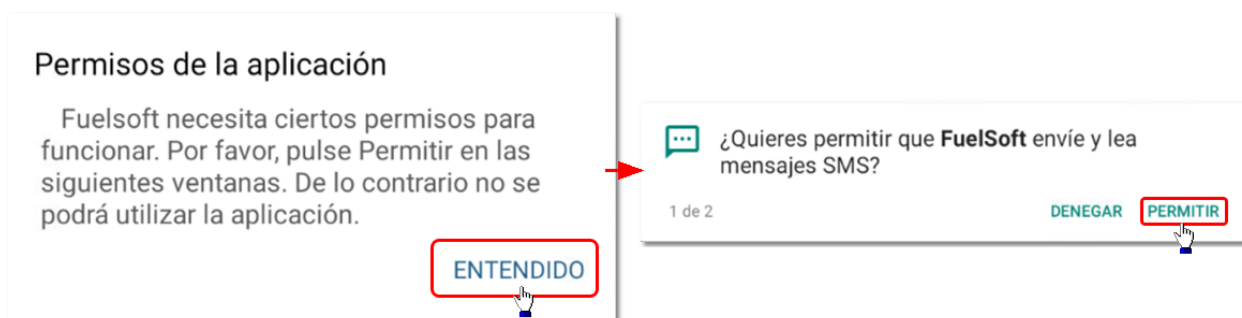 Permisos de la aplicación
Fuelsoft necesita ciertos permisos para
funcionar. Por favor, pulse Permitir en las
siguientes ventanas. De lo contrario no se
podrá utilizar la aplicación.
ENTENDIDO
¿Quieres permitir que FuelSoft envíe y lea
mensajes SMS?
1 de 2
DENEGAR PERMITIR